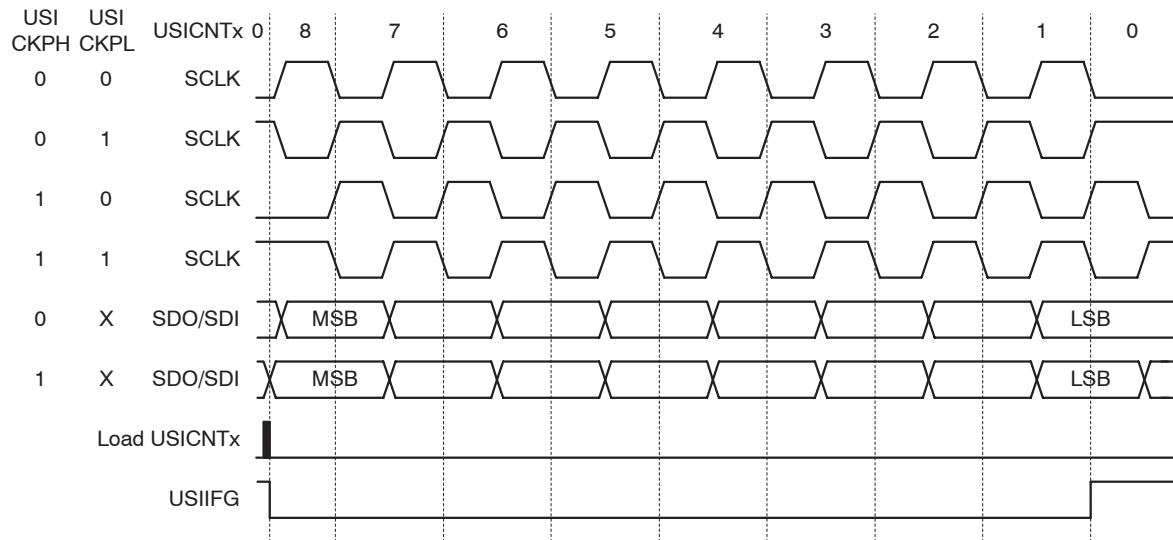 USI USI
CKPH CKPL USICNTx 0 8 7 6 5 4 3 2 1 0
0 0 SCLK
0 1 SCLK
1 0 SCLK
1 1 SCLK
0 X SDO/SDI MSB LSB
1 X SDO/SDI MSB LSB
Load USICNTx
USIIFG